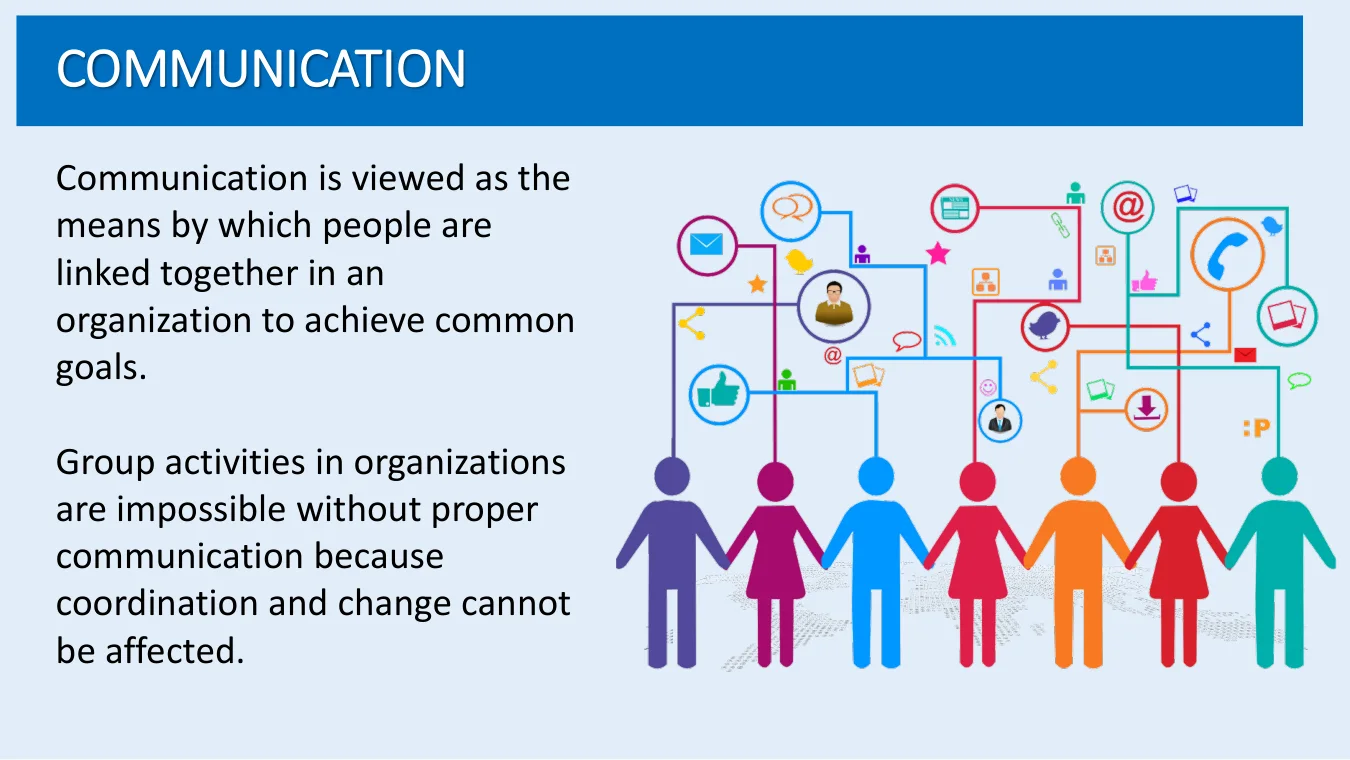 COMMUNICATION
Communication is viewed as the
means by which people are
linked together in an
organization to achieve common
goals.
Group activities in organizations
are impossible without proper
communication because
coordination and change cannot
be affected.
@
@
:P